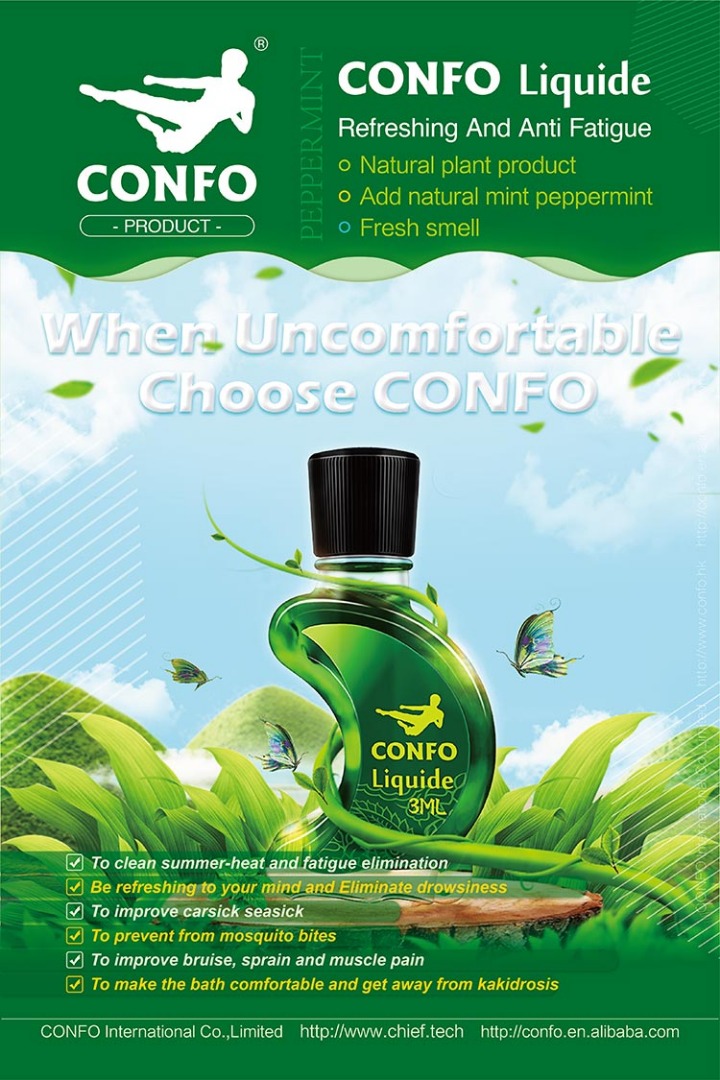 ®
CONFO
- PRODUCT -
PEPPERMINT
CONFO Liquide
Refreshing And Anti Fatigue
Natural plant product
Add natural mint peppermint
Fresh smell
When Uncomfortable
Choose CONFO
CONFO
Liquide
3ML
To clean summer-heat and fatigue elimination
Be refreshing to your mind and Eliminate drowsiness
To improve carsick seasick
To prevent from mosquito bites
To improve bruise, sprain and muscle pain
To make the bath comfortable and get away from kakidrosis
CONFO International Co.,Limited http://www.chief.tech http://confo.en.alibaba.com